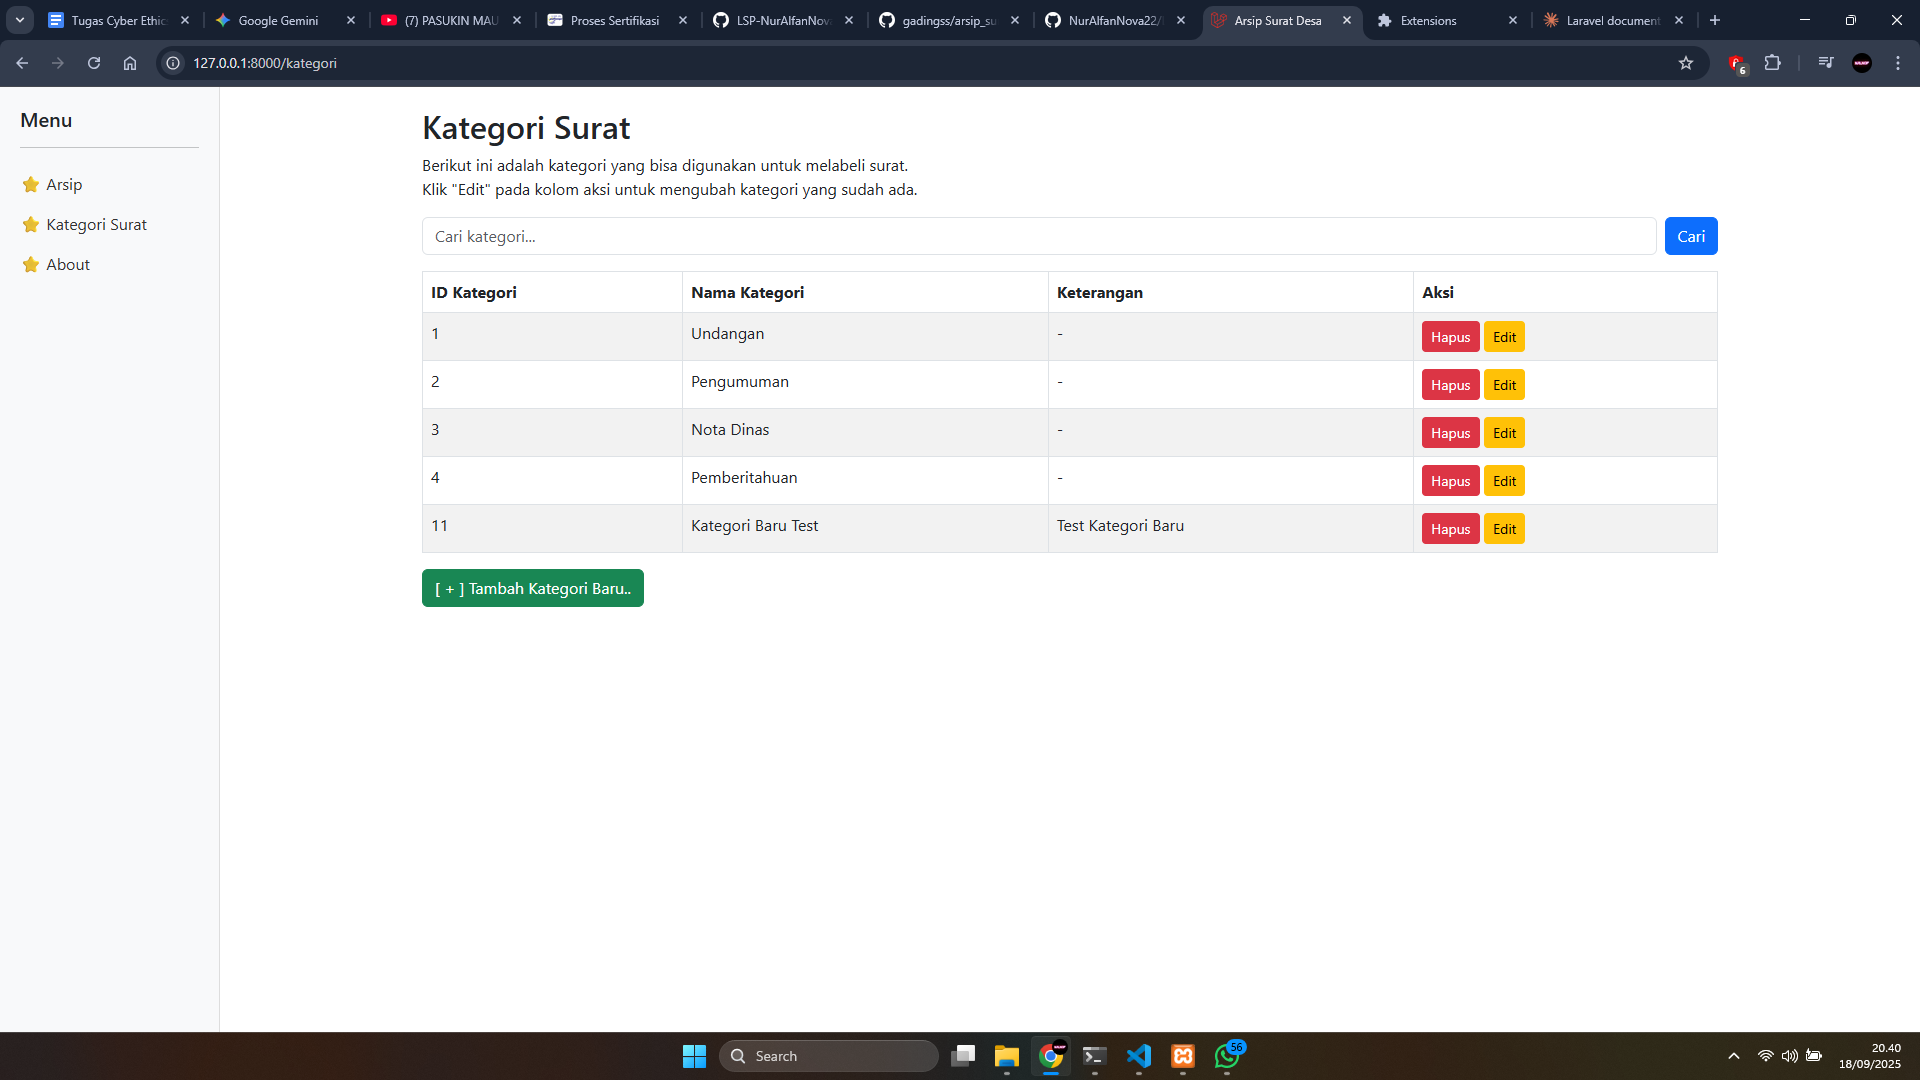 Tugas Cyber Ethic
Google Gemini
(7) PASUKIN MAU
Proses Sertifikasi
LSP-NurAlfanNov
gadingss/arsip_su
NurAlfanNova22/
Arsip Surat Desa
Extensions
Laravel document
127.0.0.1:8000/kategori
6
Menu
Arsip
Kategori Surat
About
Kategori Surat
Berikut ini adalah kategori yang bisa digunakan untuk melabeli surat.
Klik "Edit" pada kolom aksi untuk mengubah kategori yang sudah ada.
Cari kategori...
Cari
ID Kategori Nama Kategori Keterangan Aksi
1 Undangan - Hapus Edit
2 Pengumuman - Hapus Edit
3 Nota Dinas - Hapus Edit
4 Pemberitahuan - Hapus Edit
11 Kategori Baru Test Test Kategori Baru Hapus Edit
[ + ] Tambah Kategori Baru..
Search
56
20.40
18/09/2025